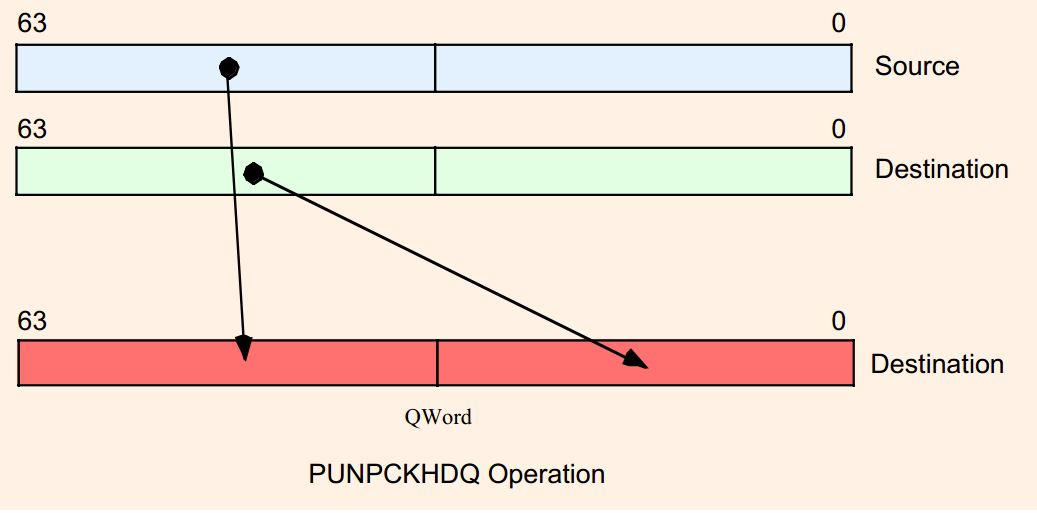 63 0
Source
63 0
Destination
63 0
Destination
QWord
PUNPCKHDQ Operation